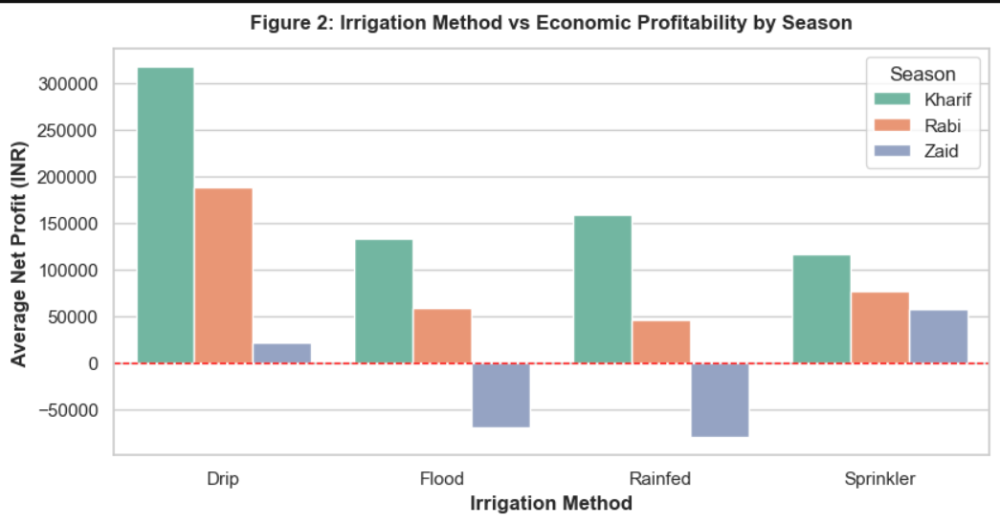 Figure 2: Irrigation Method vs Economic Profitability by Season
Season
Kharif
Rabi
Zaid
Average Net Profit (INR)
300000
250000
200000
150000
100000
50000
0
−50000
Drip Flood Rainfed Sprinkler
Irrigation Method